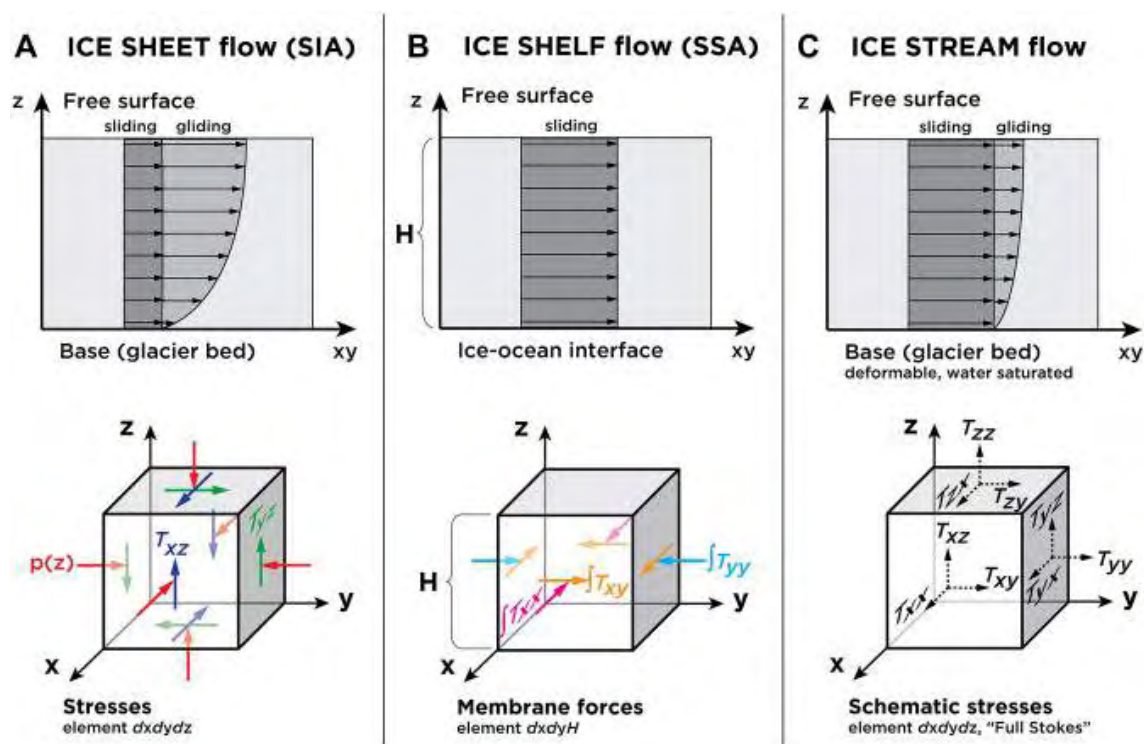 A ICE SHEET flow (SIA)
z
Free surface
sliding gliding
Base (glacier bed)
xy
z
Txz
Tyz
p(z)
y
x
Stresses
element dxdydz
B ICE SHELF flow (SSA)
z
Free surface
sliding
H
Ice-ocean interface
xy
z
H
∫Txx
∫Txy
∫Tyy
y
x
Membrane forces
element dxdyH
C ICE STREAM flow
z
Free surface
sliding gliding
Base (glacier bed)
xy
deformable, water saturated
z
Tzz
Tzx
Tzy
Tyz
Txz
Tyy
Txy
Txx
Tyx
y
x
Schematic stresses
element dxdydz, "Full Stokes"